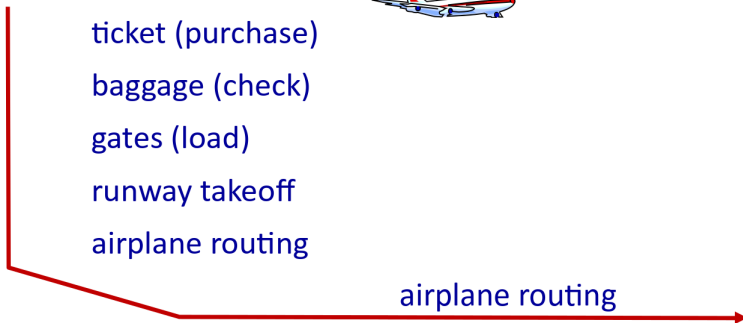 ticket (purchase)
baggage (check)
gates (load)
runway takeoff
airplane routing
airplane routing